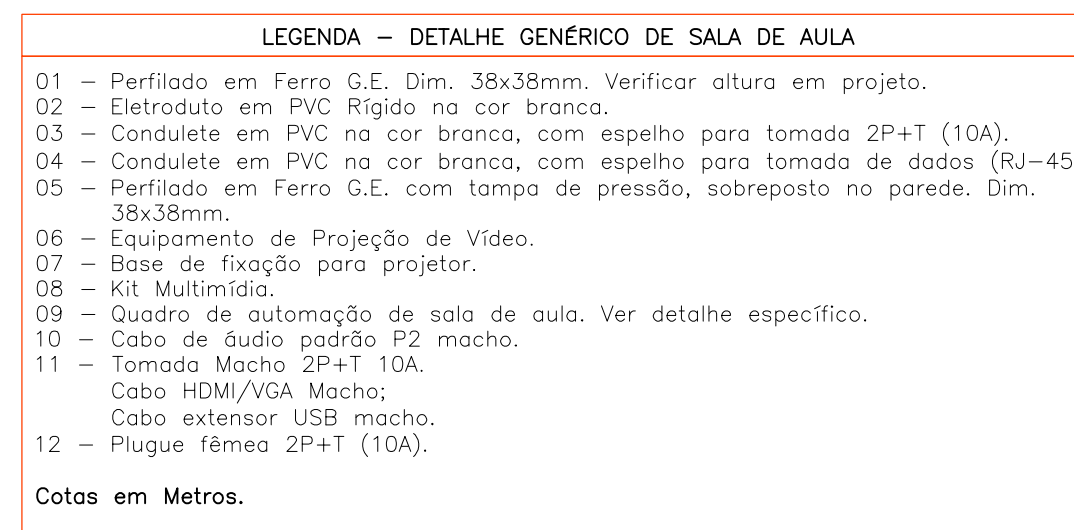 LEGENDA – DETALHE GENÉRICO DE SALA DE AULA
01 – Perfilado em Ferro G.E. Dim. 38x38mm. Verificar altura em projeto.
02 – Eletroduto em PVC Rígido na cor branca.
03 – Condulete em PVC na cor branca, com espelho para tomada 2P+T (10A).
04 – Condulete em PVC na cor branca, com espelho para tomada de dados (RJ–45
05 – Perfilado em Ferro G.E. com tampa de pressão, sobreposto no parede. Dim.
38x38mm.
06 – Equipamento de Projeção de Vídeo.
07 – Base de fixação para projetor.
08 – Kit Multimídia.
09 – Quadro de automação de sala de aula. Ver detalhe específico.
10 – Cabo de áudio padrão P2 macho.
11 – Tomada Macho 2P+T 10A.
Cabo HDMI/VGA Macho;
Cabo extensor USB macho.
12 – Plugue fêmea 2P+T (10A).
Cotas em Metros.